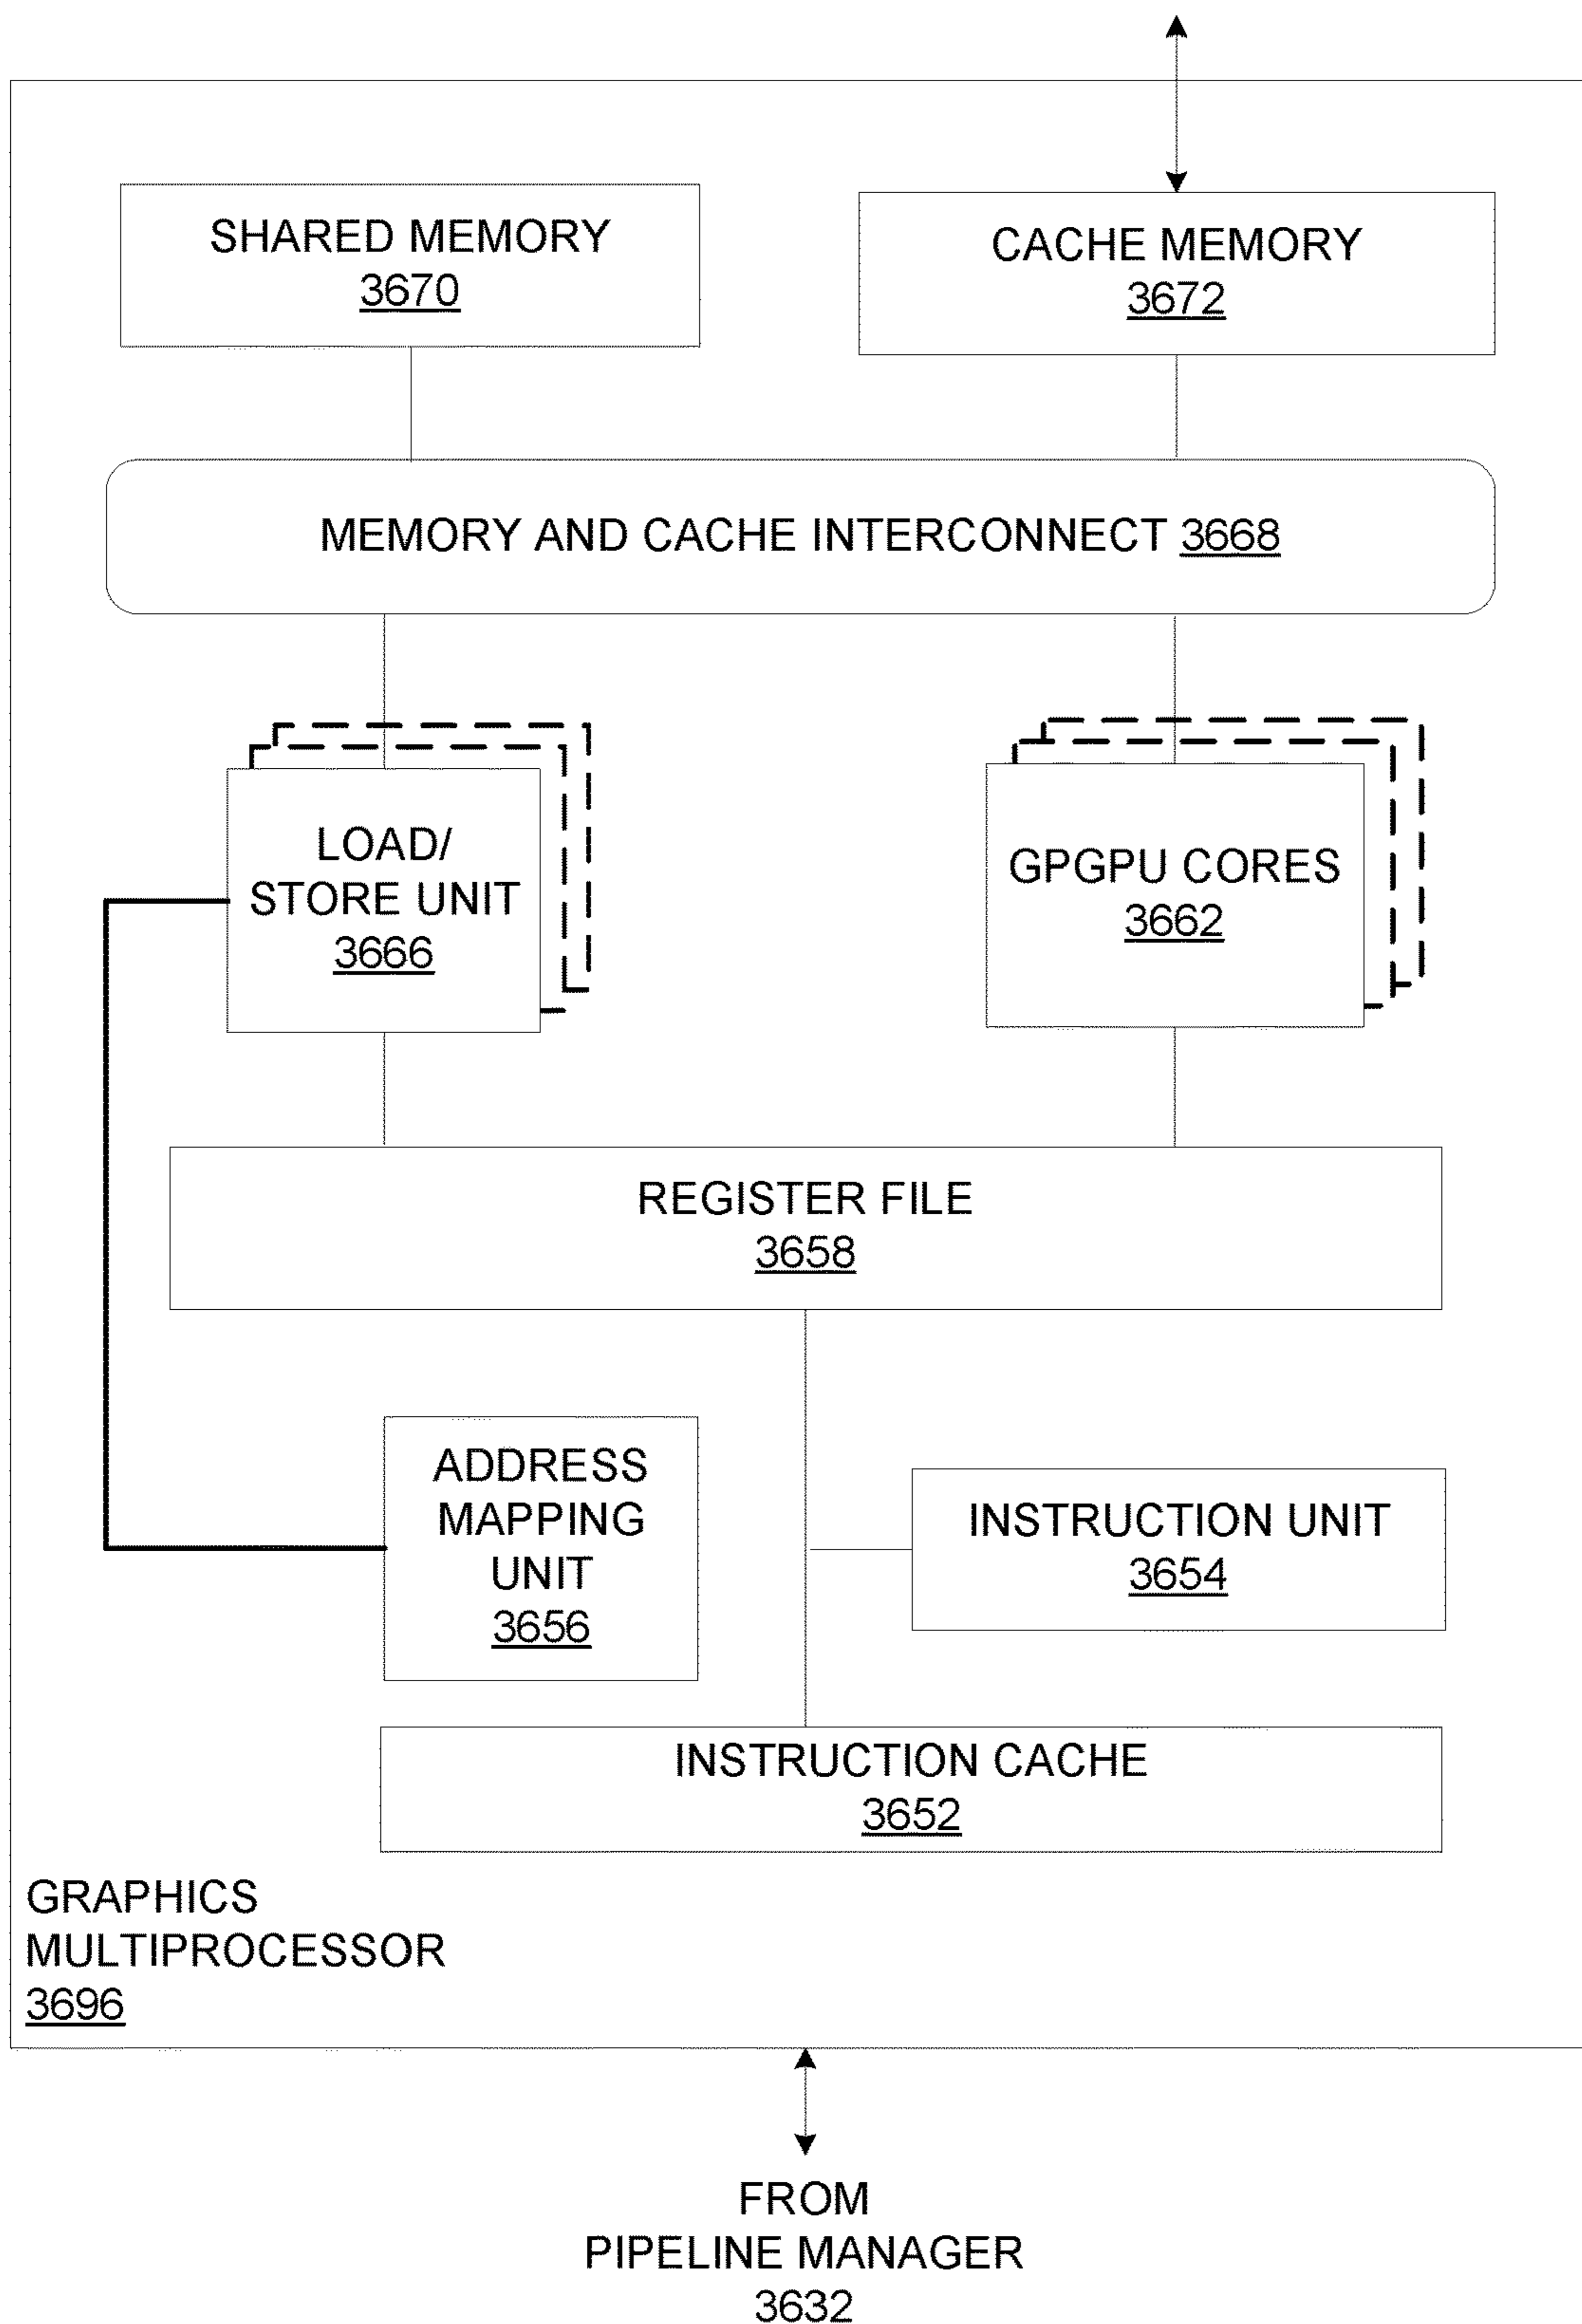 SHARED MEMORY
3670
CACHE MEMORY
3672
MEMORY AND CACHE INTERCONNECT 3668
LOAD/
STORE UNIT
3666
GPGPU CORES
3662
REGISTER FILE
3658
ADDRESS
MAPPING
UNIT
3656
INSTRUCTION UNIT
3654
INSTRUCTION CACHE
3652
GRAPHICS
MULTIPROCESSOR
3696
FROM
PIPELINE MANAGER
3632